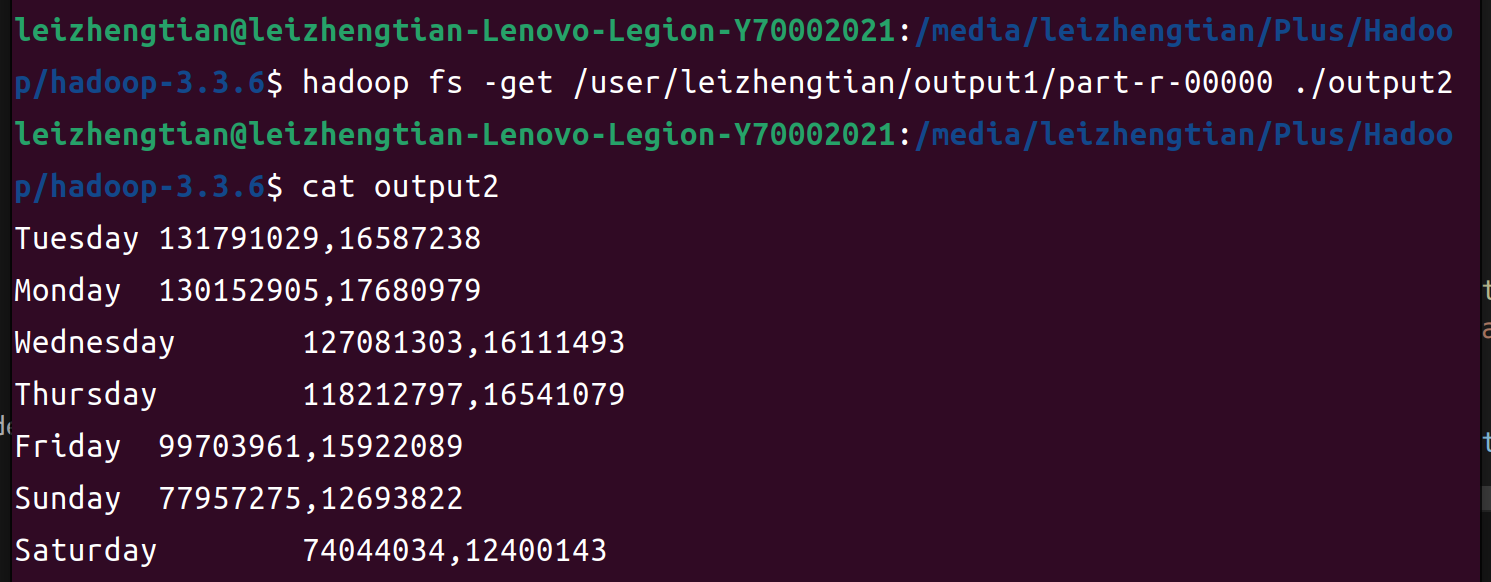 leizhengtian@leizhengtian-Lenovo-Legion-Y70002021:/media/leizhengtian/Plus/Hadoo
p/hadoop-3.3.6$ hadoop fs -get /user/leizhengtian/output1/part-r-00000 ./output2
leizhengtian@leizhengtian-Lenovo-Legion-Y70002021:/media/leizhengtian/Plus/Hadoo
p/hadoop-3.3.6$ cat output2
Tuesday 131791029,16587238
Monday  130152905,17680979
Wednesday       127081303,16111493
Thursday        118212797,16541079
Friday  99703961,15922089
Sunday  77957275,12693822
Saturday        74044034,12400143